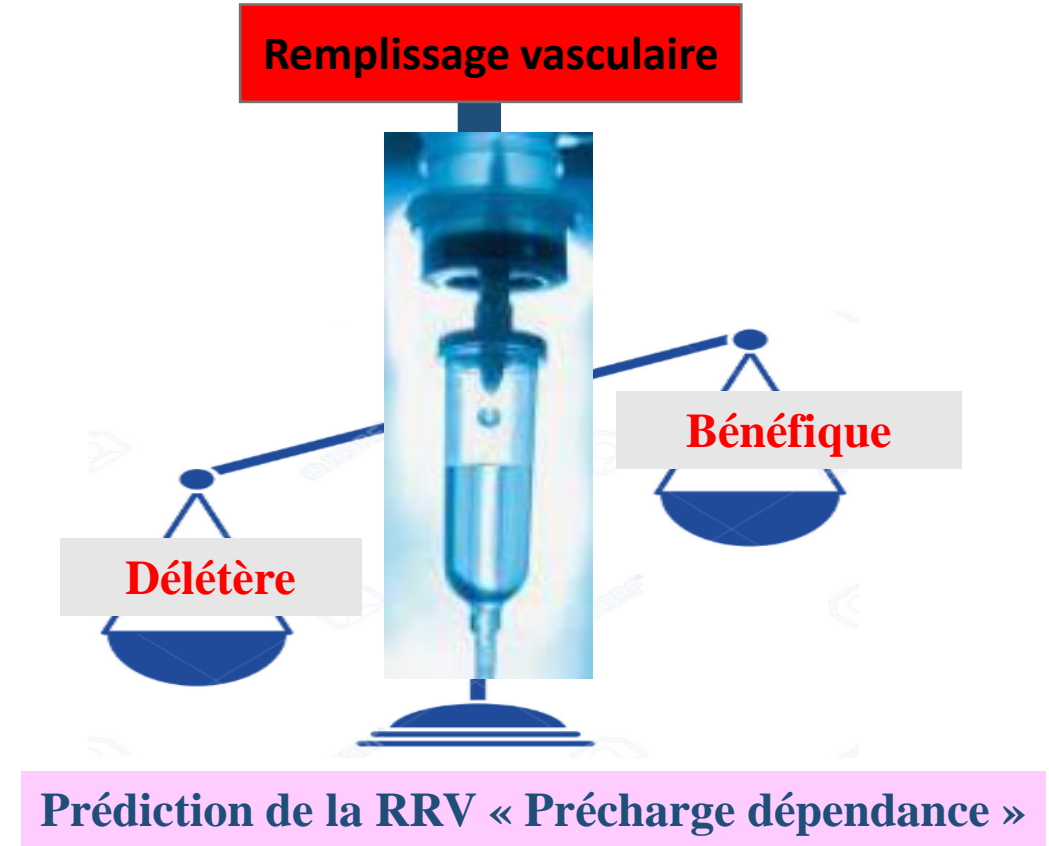 Remplissage vasculaire
Bénéfique
Délétère
Prédiction de la RRV « Précharge dépendance »